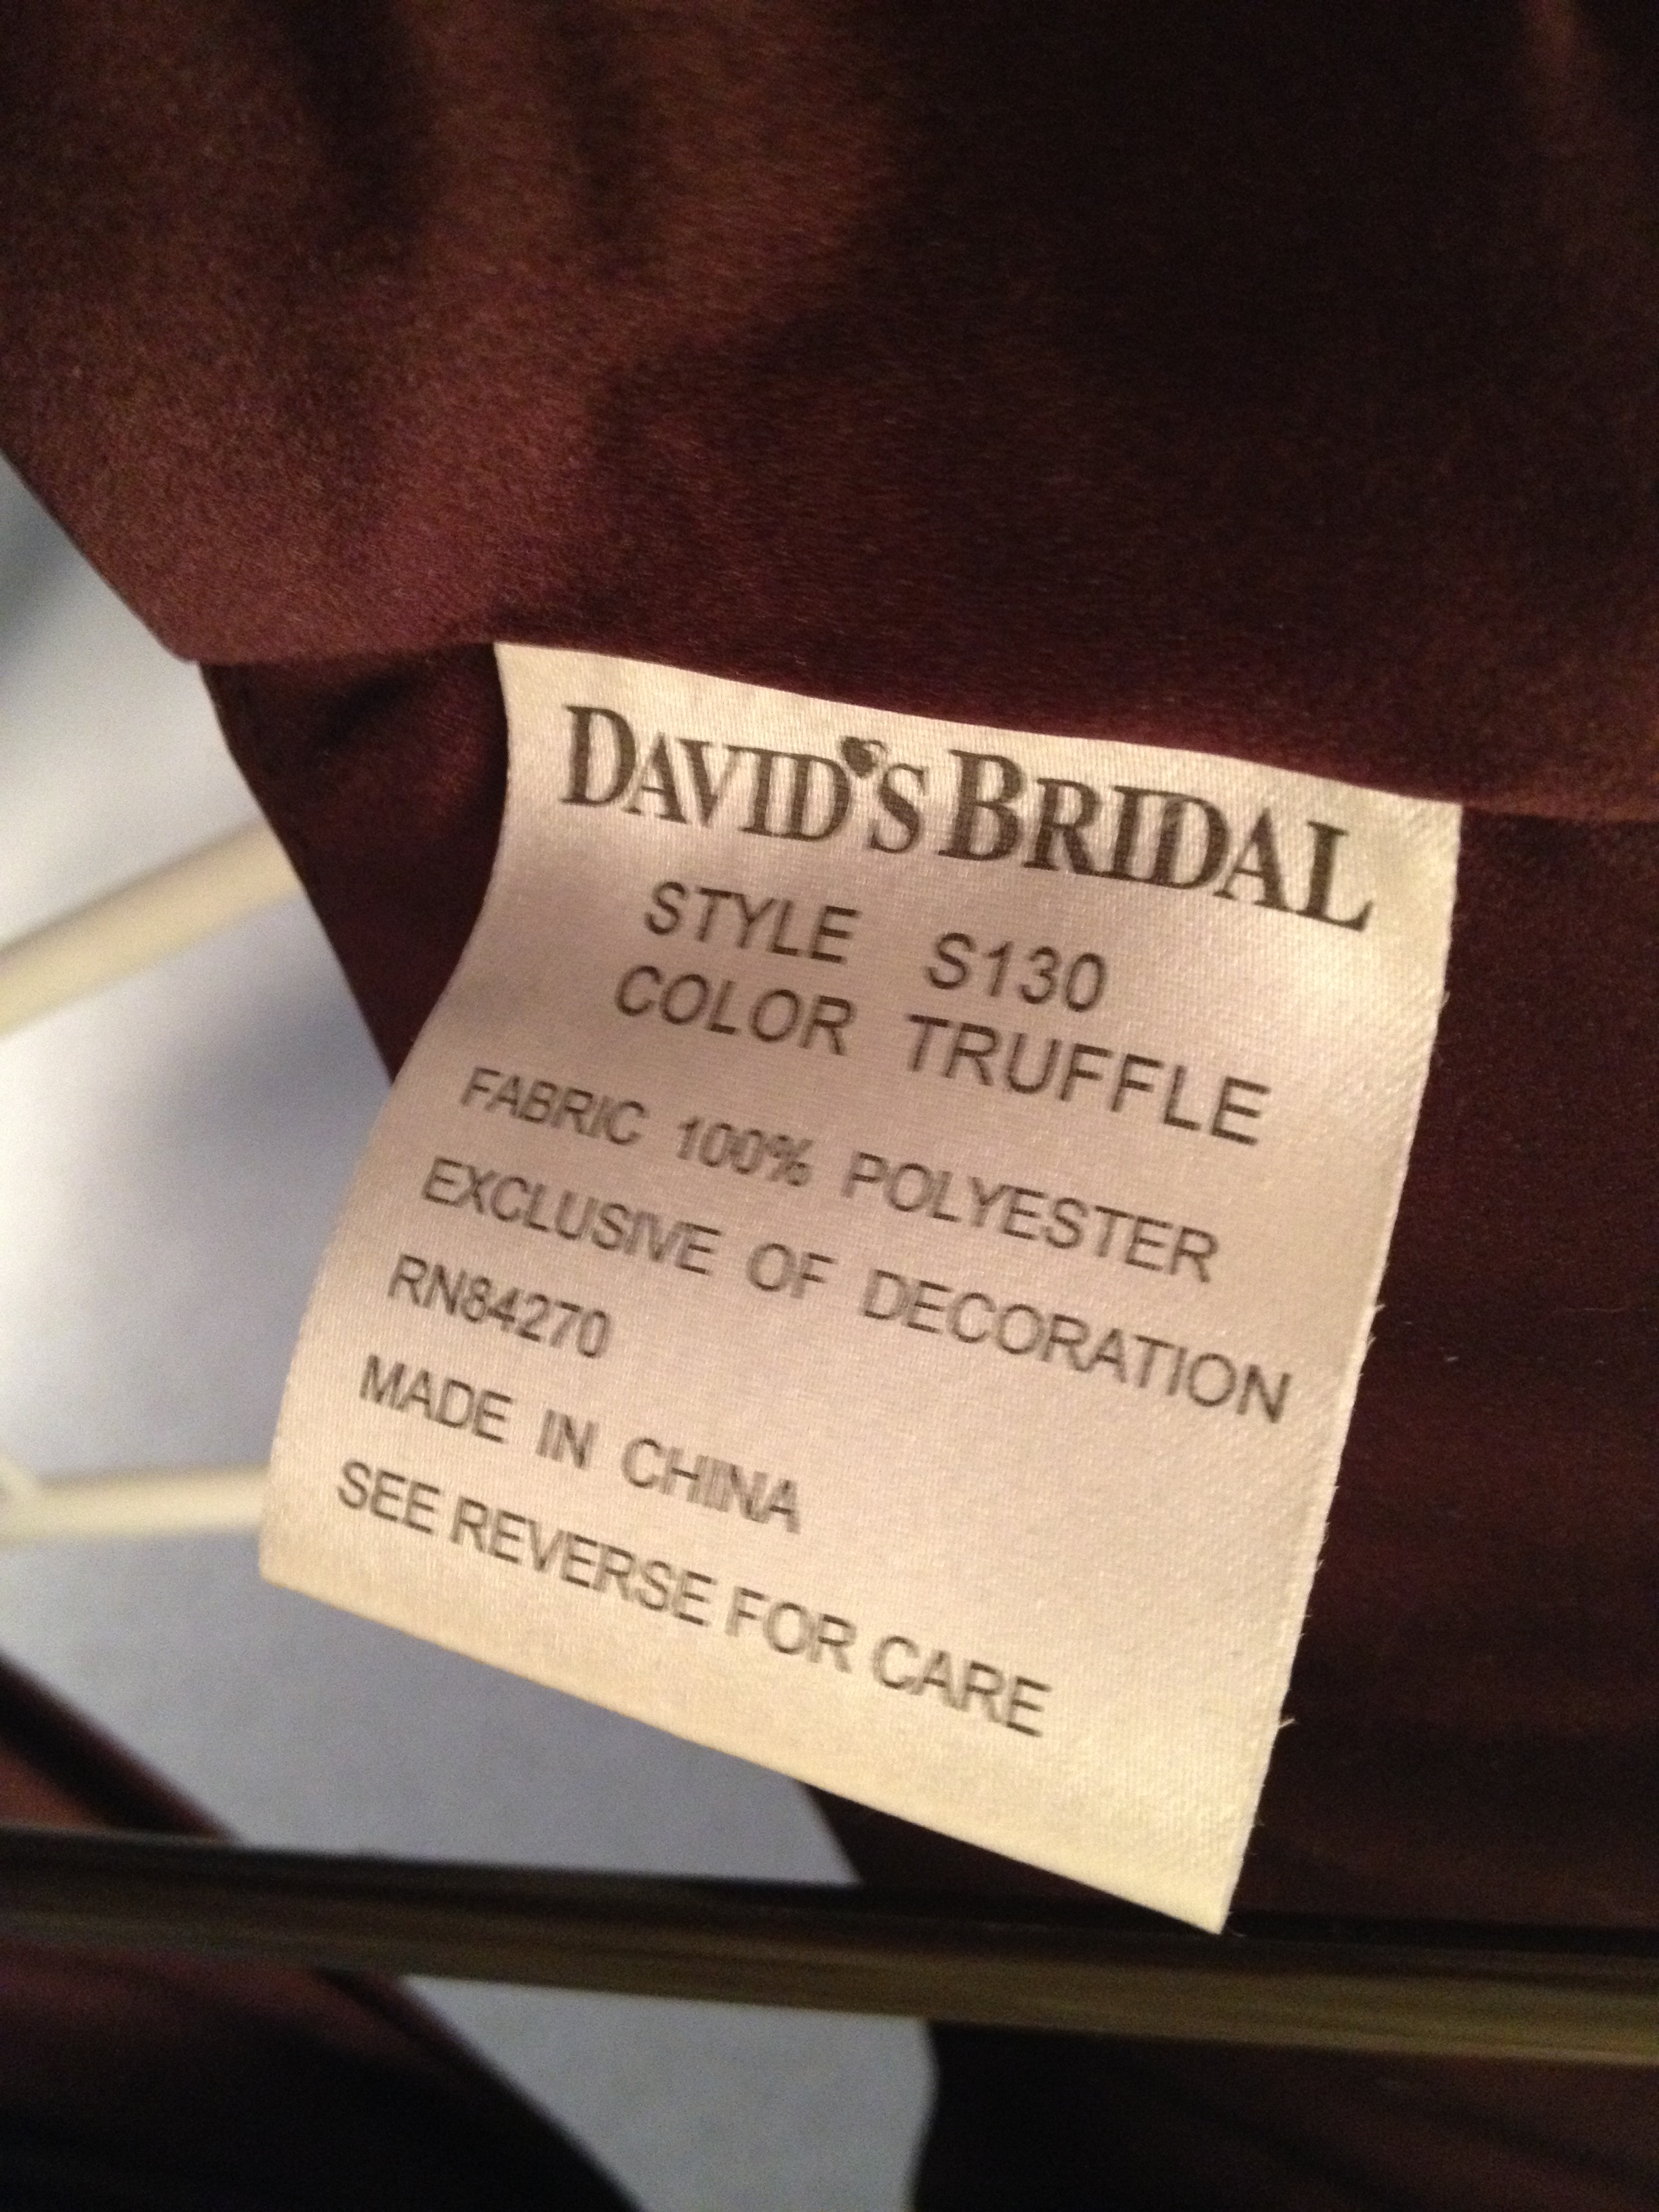 DAVID'S BRIDAL
STYLE S130
COLOR TRUFFLE
FABRIC 100% POLYESTER
EXCLUSIVE OF DECORATION
RN84270
MADE IN CHINA
SEE REVERSE FOR CARE